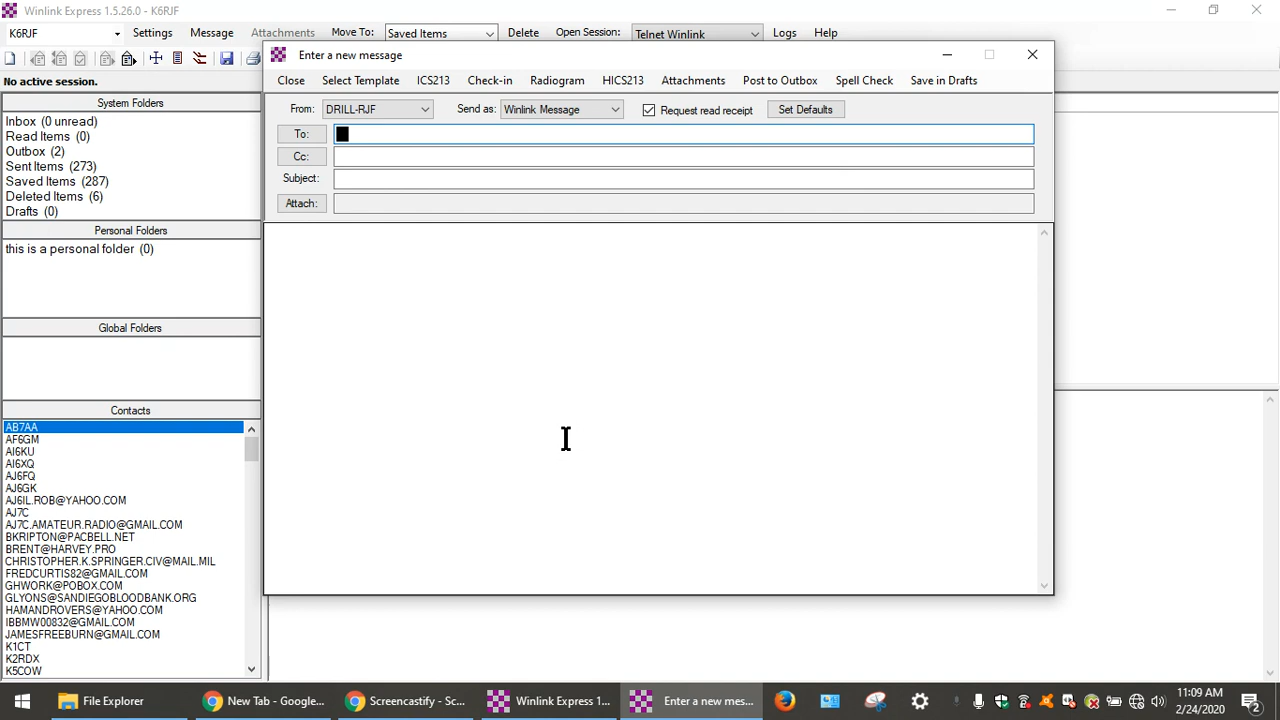 Winlink Express 1.5.26.0 - K6RJF
K6RJF Settings Message Attachments Move To: Saved Items Delete Open Session: Telnet Winlink Logs Help
No active session.
System Folders
Inbox (0 unread)
Read Items (0)
Outbox (2)
Sent Items (273)
Saved Items (287)
Deleted Items (6)
Drafts (0)
Personal Folders
this is a personal folder (0)
Global Folders
Contacts
AB7AA
AF6GM
AI6KU
AI6XQ
AJ6FQ
AJ6GK
AJ6IL.ROB@YAHOO.COM
AJ7C
AJ7C.AMATEUR.RADIO@GMAIL.COM
BKRIPTON@PACBELL.NET
BRENT@HARVEY.PRO
CHRISTOPHER.K.SPRINGER.CIV@MAIL.MIL
FREDCURTIS82@GMAIL.COM
GHWORK@POBOX.COM
GLYONS@SANDIEGOBLOODBANK.ORG
HAMANDROVERS@YAHOO.COM
IBBMW00832@GMAIL.COM
JAMESFREEBURN@GMAIL.COM
K1CT
K2RDX
K5COW
Enter a new message
Close Select Template ICS213 Check-in Radiogram HICS213 Attachments Post to Outbox Spell Check Save in Drafts
From: DRILL-RJF Send as: Winlink Message Request read receipt Set Defaults
To:
Cc:
Subject:
Attach:
File Explorer New Tab - Google... Screencastify - Sc... Winlink Express 1... Enter a new mess... 11:09 AM
2/24/2020 2